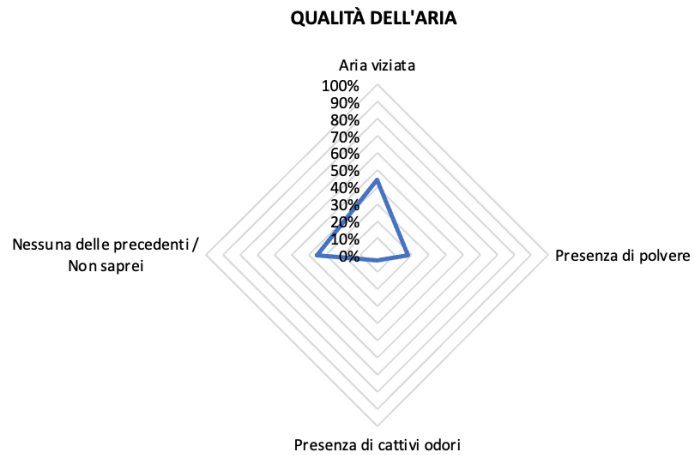 QUALITÀ DELL'ARIA
Aria viziata
100%
90%
80%
70%
60%
50%
40%
30%
20%
10%
0%
Nessuna delle precedenti /
Non saprei
Presenza di polvere
Presenza di cattivi odori